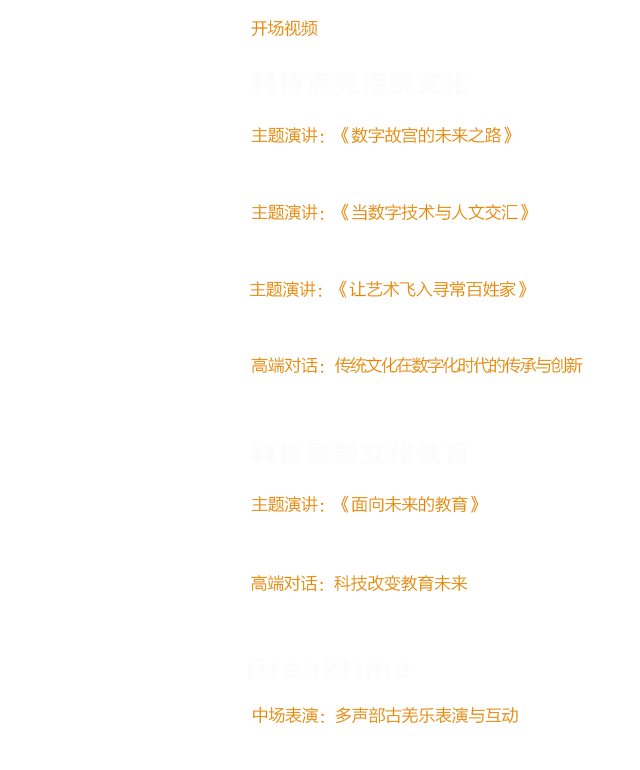 开场视频
科技点亮传统文化
主题演讲：《数字故宫的未来之路》
主题演讲：《当数字技术与人文交汇》
主题演讲：《让艺术飞入寻常百姓家》
高端对话：传统文化在数字化时代的传承与创新
科技赋能文化教育
主题演讲：《面向未来的教育》
高端对话：科技改变教育未来
Breaktime
中场表演：多声部古羌乐表演与互动